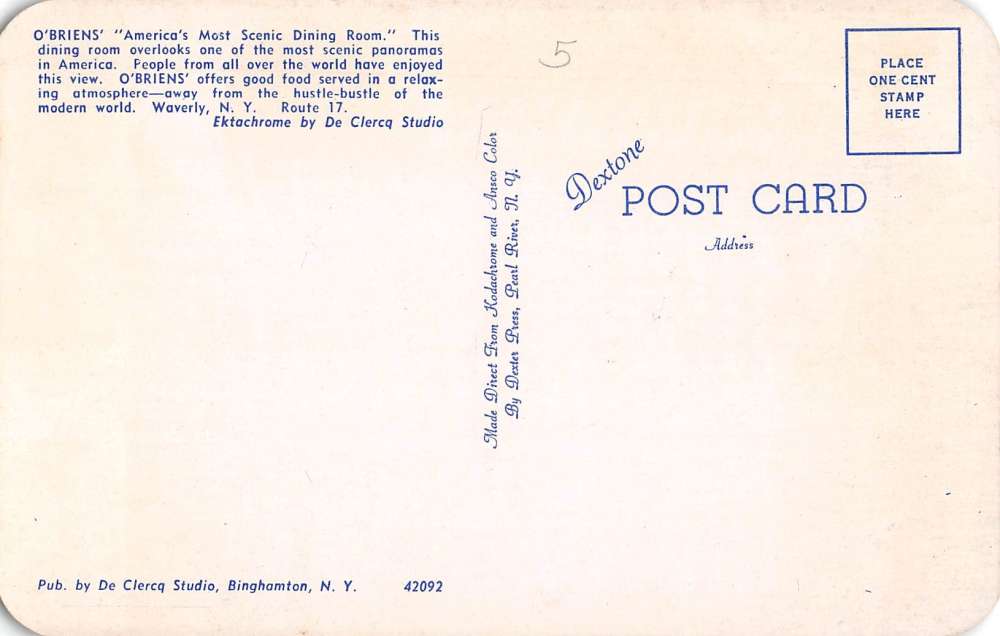 O'BRIENS' "America's Most Scenic Dining Room." This
dining room overlooks one of the most scenic panoramas
in America. People from all over the world have enjoyed
this view. O'BRIENS' offers good food served in a relax-
ing atmosphere—away from the hustle-bustle of the
modern world. Waverly, N. Y. Route 17.
Ektachrome by De Clercq Studio
Pub. by De Clercq Studio, Binghamton, N. Y. 42092
Made Direct From Kodachrome and Ansco Color
By Dexter Press, Pearl River, N. Y.
5
PLACE
ONE CENT
STAMP
HERE
Dextone
POST CARD
Address